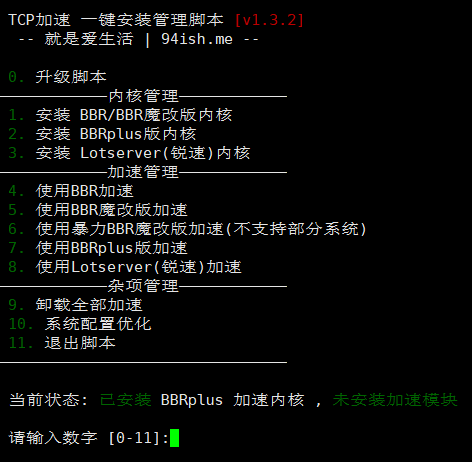 TCP加速 一键安装管理脚本 [v1.3.2]
-- 就是爱生活 | 94ish.me --
0. 升级脚本
————————————内核管理————————————
1. 安装 BBR/BBR魔改版内核
2. 安装 BBRplus版内核
3. 安装 Lotserver(锐速)内核
————————————加速管理————————————
4. 使用BBR加速
5. 使用BBR魔改版加速
6. 使用暴力BBR魔改版加速(不支持部分系统)
7. 使用BBRplus版加速
8. 使用Lotserver(锐速)加速
————————————杂项管理————————————
9. 卸载全部加速
10. 系统配置优化
11. 退出脚本
————————————————————————————————
当前状态: 已安装 BBRplus 加速内核 , 未安装加速模块
请输入数字 [0-11]: